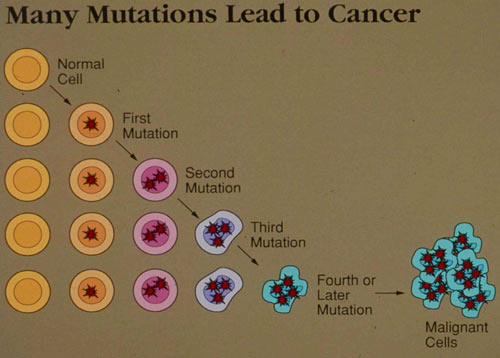 Many Mutations Lead to Cancer
Normal
Cell
First
Mutation
Second
Mutation
Third
Mutation
Fourth or
Later
Mutation
Malignant
Cells